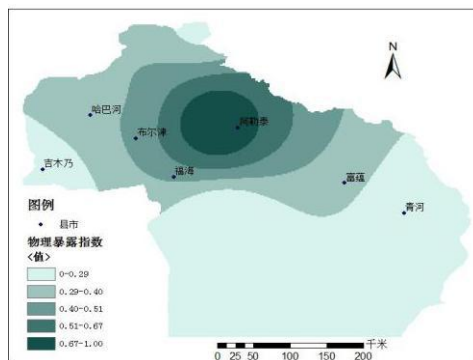 N
哈巴河
阿勒泰
布尔津
吉木乃
福海
富蕴
青河
图例
县市
物理暴露指数
<值>
0-0.29
0.29-0.40
0.40-0.51
0.51-0.67
0.67-1.00
千米
0 25 50 100 150 200